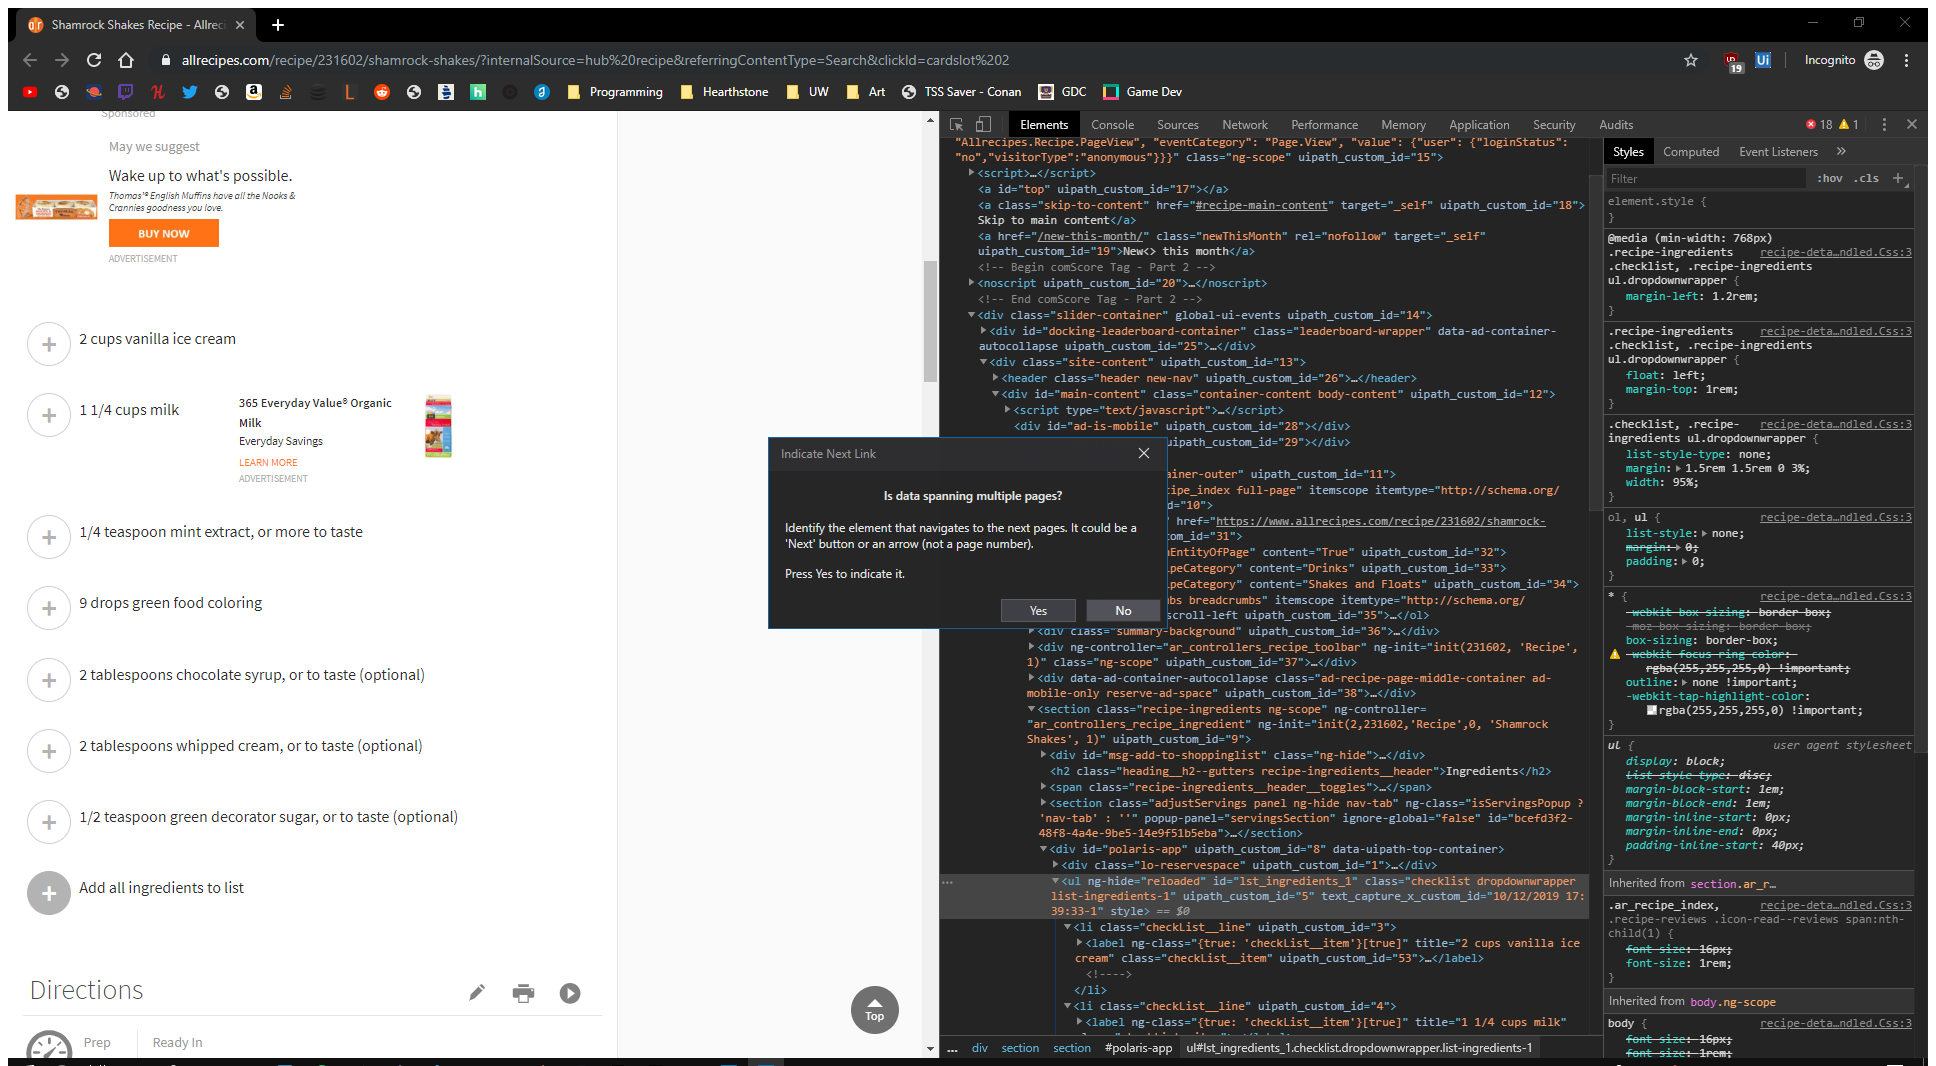 Shamrock Shakes Recipe - Allreci
allrecipes.com/recipe/231602/shamrock-shakes/?internalSource=hub%20recipe&referringContentType=Search&clickId=cardslot%202
19
Incognito
Programming
Hearthstone
UW
Art
TSS Saver - Conan
GDC
Game Dev
Sponsored
May we suggest
Wake up to what's possible.
Thomas'® English Muffins have all the Nooks &
Crannies goodness you love.
BUY NOW
ADVERTISEMENT
2 cups vanilla ice cream
1 1/4 cups milk
365 Everyday Value® Organic
Milk
Everyday Savings
LEARN MORE
ADVERTISEMENT
1/4 teaspoon mint extract, or more to taste
9 drops green food coloring
2 tablespoons chocolate syrup, or to taste (optional)
2 tablespoons whipped cream, or to taste (optional)
1/2 teaspoon green decorator sugar, or to taste (optional)
Add all ingredients to list
Directions
Top
Prep
Ready In
Indicate Next Link
Is data spanning multiple pages?
Identify the element that navigates to the next pages. It could be a
'Next' button or an arrow (not a page number).
Press Yes to indicate it.
Yes
No
Elements Console Sources Network Performance Memory Application Security Audits
18 1
"Allrecipes.Recipe.PageView", "eventCategory": "Page.View", "value": {"user": {"loginStatus":
"no","visitorType":"anonymous"}}}" class="ng-scope" uipath_custom_id="15">
<script>…</script>
<a id="top" uipath_custom_id="17"></a>
<a class="skip-to-content" href="#recipe-main-content" target="_self" uipath_custom_id="18">
Skip to main content</a>
<a href="/new-this-month/" class="newThisMonth" rel="nofollow" target="_self"
uipath_custom_id="19">New<> this month</a>
<!-- Begin comScore Tag - Part 2 -->
<noscript uipath_custom_id="20">…</noscript>
<!-- End comScore Tag - Part 2 -->
<div class="slider-container" global-ui-events uipath_custom_id="14">
<div id="docking-leaderboard-container" class="leaderboard-wrapper" data-ad-container-
autocollapse uipath_custom_id="25">…</div>
<div class="site-content" uipath_custom_id="13">
<header class="header new-nav" uipath_custom_id="26">…</header>
<div id="main-content" class="container-content body-content" uipath_custom_id="12">
<script type="text/javascript">…</script>
<div id="ad-is-mobile" uipath_custom_id="28"></div>
uipath_custom_id="29"></div>
ainer-outer" uipath_custom_id="11">
cipe_index full-page" itemscope itemtype="http://schema.org/
d="10">
" href="https://www.allrecipes.com/recipe/231602/shamrock-
om_id="31">
nEntityOfPage" content="True" uipath_custom_id="32">
ipeCategory" content="Drinks" uipath_custom_id="33">
ipeCategory" content="Shakes and Floats" uipath_custom_id="34">
mbs breadcrumbs" itemscope itemtype="http://schema.org/
scroll-left uipath_custom_id="35">…</ol>
<div class="summary-background" uipath_custom_id="36">…</div>
<div ng-controller="ar_controllers_recipe_toolbar" ng-init="init(231602, 'Recipe',
1)" class="ng-scope" uipath_custom_id="37">…</div>
<div data-ad-container-autocollapse class="ad-recipe-page-middle-container ad-
mobile-only reserve-ad-space" uipath_custom_id="38">…</div>
<section class="recipe-ingredients ng-scope" ng-controller=
"ar_controllers_recipe_ingredient" ng-init="init(2,231602,'Recipe',0, 'Shamrock
Shakes', 1)" uipath_custom_id="9">
<div id="msg-add-to-shoppinglist" class="ng-hide">…</div>
<h2 class="heading__h2--gutters recipe-ingredients__header">Ingredients</h2>
<span class="recipe-ingredients__header__toggles">…</span>
<section class="adjustServings panel ng-hide nav-tab" ng-class="isServingsPopup ?
'nav-tab' : ''" popup-panel="servingsSection" ignore-global="false" id="bcefd3f2-
48f8-4a4e-9be5-14e9f51b5eba">…</section>
<div id="polaris-app" uipath_custom_id="8" data-uipath-top-container>
<div class="lo-reservespace" uipath_custom_id="1">…</div>
<ul ng-hide="reloaded" id="lst_ingredients_1" class="checklist dropdownwrapper
list-ingredients-1" uipath_custom_id="5" text_capture_x_custom_id="10/12/2019 17:
39:33-1" style> == $0
<li class="checkList__line" uipath_custom_id="3">
<label ng-class="{true: 'checkList__item'}[true]" title="2 cups vanilla ice
cream" class="checkList__item" uipath_custom_id="53">…</label>
<!---->
</li>
<li class="checkList__line" uipath_custom_id="4">
<label ng-class="{true: 'checkList__item'}[true]" title="1 1/4 cups milk"
... div section section #polaris-app ul#lst_ingredients_1.checklist.dropdownwrapper.list-ingredients-1
Styles Computed Event Listeners »
Filter :hov .cls +
element.style {
}
@media (min-width: 768px)
.recipe-ingredients recipe-deta…ndled.Css:3
.checklist, .recipe-ingredients
ul.dropdownwrapper {
margin-left: 1.2rem;
}
.recipe-ingredients recipe-deta…ndled.Css:3
.checklist, .recipe-ingredients
ul.dropdownwrapper {
float: left;
margin-top: 1rem;
}
.checklist, .recipe- recipe-deta…ndled.Css:3
ingredients ul.dropdownwrapper {
list-style-type: none;
margin: 1.5rem 1.5rem 0 3%;
width: 95%;
}
ol, ul { recipe-deta…ndled.Css:3
list-style: none;
margin: 0;
padding: 0;
}
* { recipe-deta…ndled.Css:3
-webkit-box-sizing: border-box;
-moz-box-sizing: border-box;
box-sizing: border-box;
-webkit-focus-ring-color:
rgba(255,255,255,0) !important;
outline: none !important;
-webkit-tap-highlight-color:
rgba(255,255,255,0) !important;
}
ul { user agent stylesheet
display: block;
list-style-type: disc;
margin-block-start: 1em;
margin-block-end: 1em;
margin-inline-start: 0px;
margin-inline-end: 0px;
padding-inline-start: 40px;
}
Inherited from section.ar_r…
.ar_recipe_index, recipe-deta…ndled.Css:3
.recipe-reviews .icon-read--reviews span:nth-
child(1) {
font-size: 16px;
font-size: 1rem;
}
Inherited from body.ng-scope
body { recipe-deta…ndled.Css:3
font-size: 16px;
font-size: 1rem;